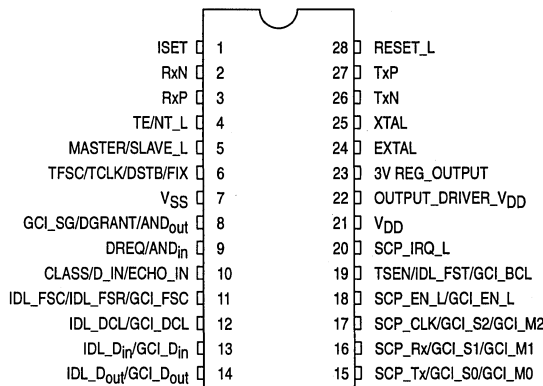 ISET 1 28 RESET_L
RxN 2 27 TxP
RxP 3 26 TxN
TE/NT_L 4 25 XTAL
MASTER/SLAVE_L 5 24 EXTAL
TFSC/TCLK/DSTB/FIX 6 23 3V REG_OUTPUT
VSS 7 22 OUTPUT_DRIVER_VDD
GCI_SG/DGRANT/ANDout 8 21 VDD
DREQ/ANDin 9 20 SCP_IRQ_L
CLASS/D_IN/ECHO_IN 10 19 TSEN/IDL_FST/GCI_BCL
IDL_FSC/IDL_FSR/GCI_FSC 11 18 SCP_EN_L/GCI_EN_L
IDL_DCL/GCI_DCL 12 17 SCP_CLK/GCI_S2/GCI_M2
IDL_Din/GCI_Din 13 16 SCP_Rx/GCI_S1/GCI_M1
IDL_Dout/GCI_Dout 14 15 SCP_Tx/GCI_S0/GCI_M0